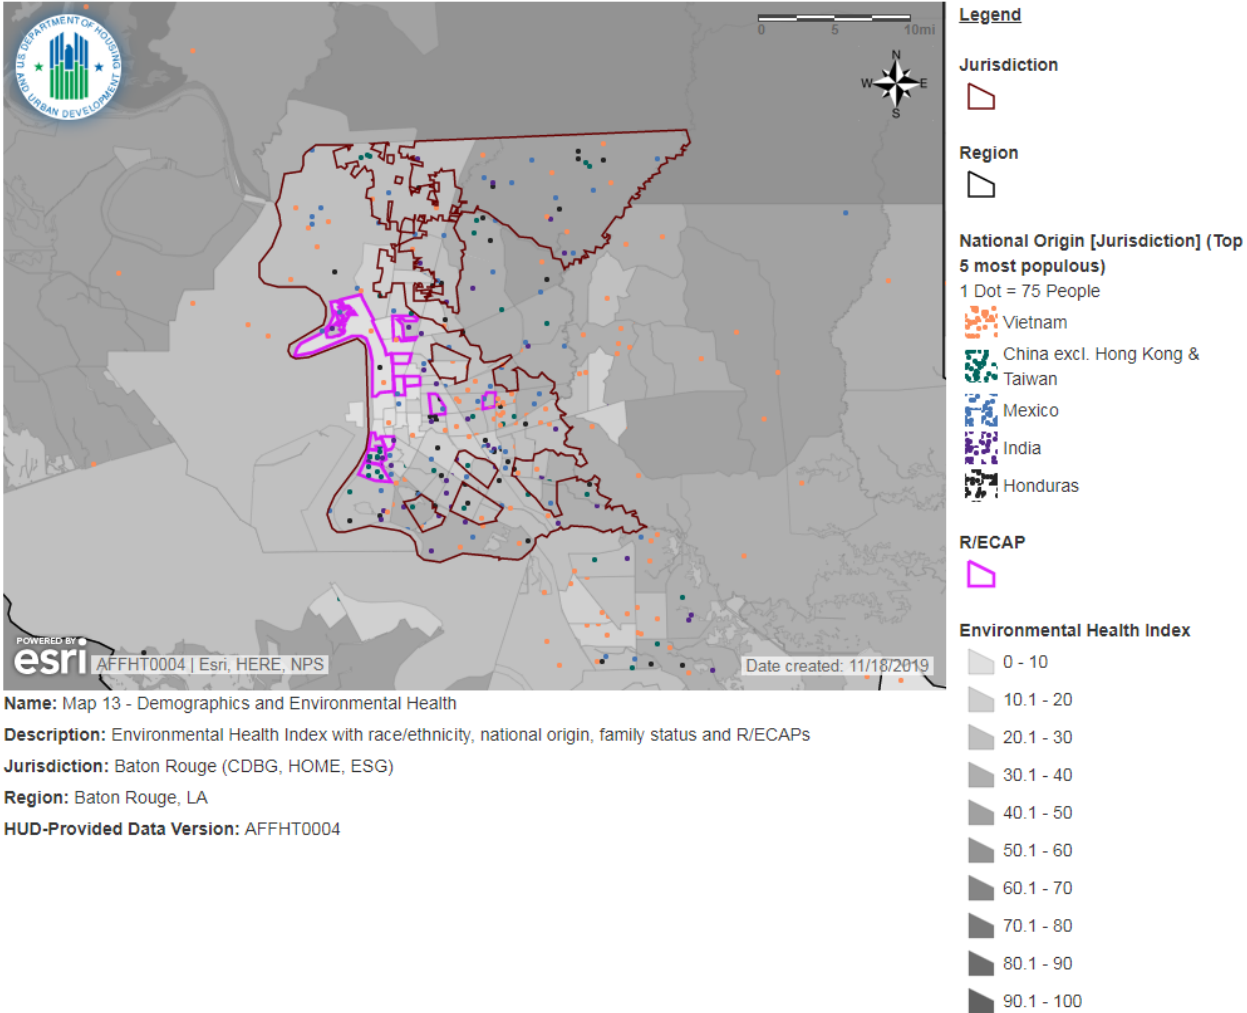 U.S. DEPARTMENT OF HOUSING
AND URBAN DEVELOPMENT
0 5 10mi
N
W E
S
POWERED BY
esri
AFFHT0004 | Esri, HERE, NPS
Date created: 11/18/2019
Legend
Jurisdiction
Region
National Origin [Jurisdiction] (Top
5 most populous)
1 Dot = 75 People
Vietnam
China excl. Hong Kong &
Taiwan
Mexico
India
Honduras
R/ECAP
Environmental Health Index
0 - 10
10.1 - 20
20.1 - 30
30.1 - 40
40.1 - 50
50.1 - 60
60.1 - 70
70.1 - 80
80.1 - 90
90.1 - 100
Name: Map 13 - Demographics and Environmental Health
Description: Environmental Health Index with race/ethnicity, national origin, family status and R/ECAPs
Jurisdiction: Baton Rouge (CDBG, HOME, ESG)
Region: Baton Rouge, LA
HUD-Provided Data Version: AFFHT0004